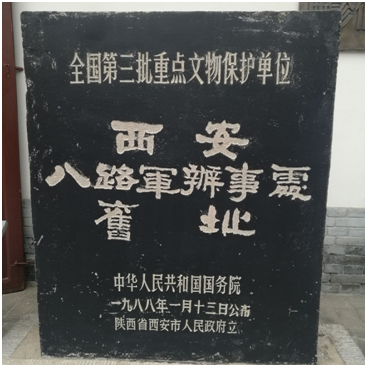 全国第三批重点文物保护单位
西安
八路軍辦事處
舊址
中华人民共和国国务院
一九八八年一月十三日公布
陕西省西安市人民政府立